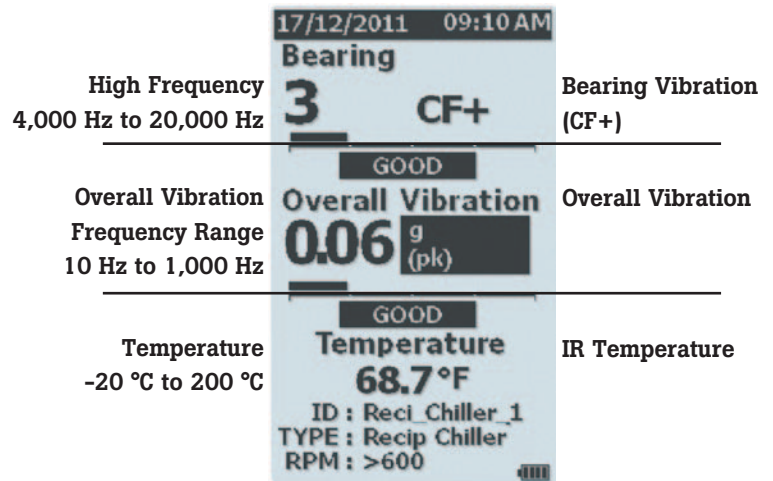 17/12/2011 09:10 AM
Bearing
High Frequency
4,000 Hz to 20,000 Hz
3 CF+
Bearing Vibration
(CF+)
GOOD
Overall Vibration
Frequency Range
10 Hz to 1,000 Hz
Overall Vibration
0.06 g
(pk)
Overall Vibration
GOOD
Temperature
-20 °C to 200 °C
Temperature
68.7 °F
IR Temperature
ID : Reci_Chiller_1
TYPE : Recip Chiller
RPM : >600